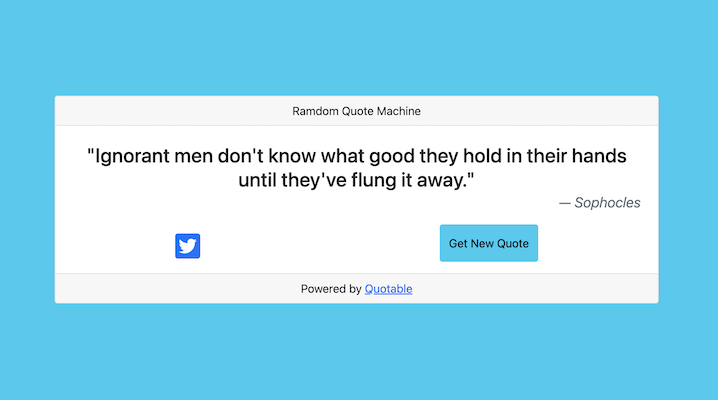 Ramdom Quote Machine
"Ignorant men don't know what good they hold in their hands
until they've flung it away."
— Sophocles
Get New Quote
Powered by Quotable